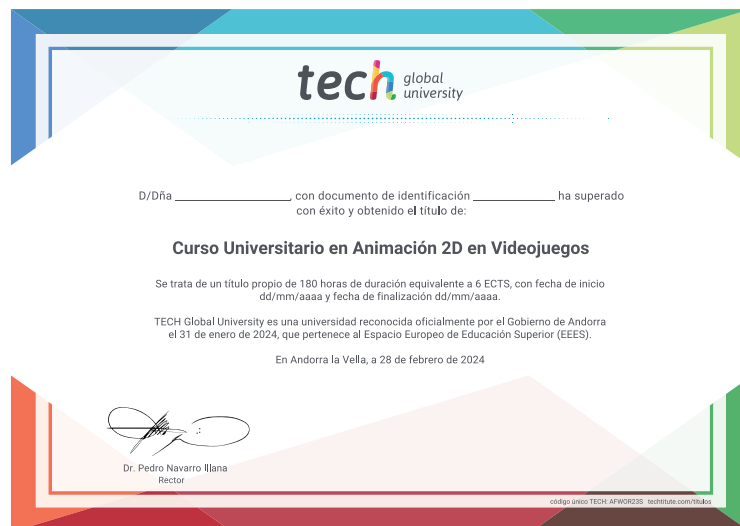 tech global university
D/Dña ____________________, con documento de identificación ______________ ha superado
con éxito y obtenido el título de:
Curso Universitario en Animación 2D en Videojuegos
Se trata de un título propio de 180 horas de duración equivalente a 6 ECTS, con fecha de inicio
dd/mm/aaaa y fecha de finalización dd/mm/aaaa.
TECH Global University es una universidad reconocida oficialmente por el Gobierno de Andorra
el 31 de enero de 2024, que pertenece al Espacio Europeo de Educación Superior (EEES).
En Andorra la Vella, a 28 de febrero de 2024
Dr. Pedro Navarro Illana
Rector
código único TECH: AFWOR23S techtitute.com/titulos